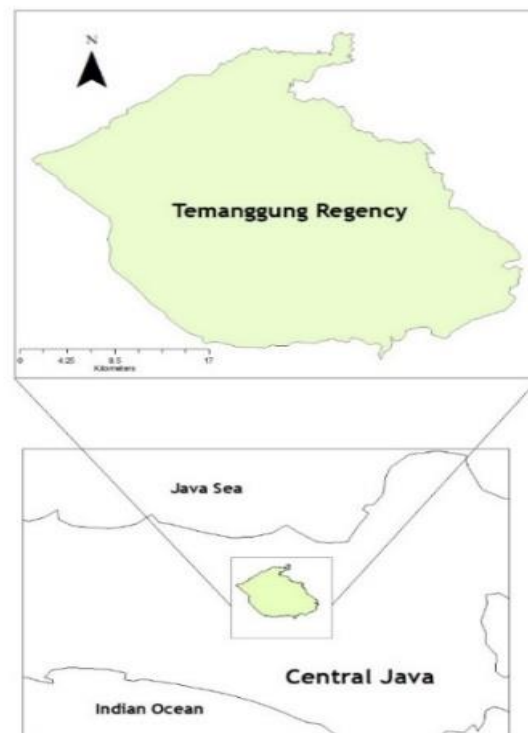 N
Temanggung Regency
0 4.25 8.5 17
Kilometers
Java Sea
Central Java
Indian Ocean